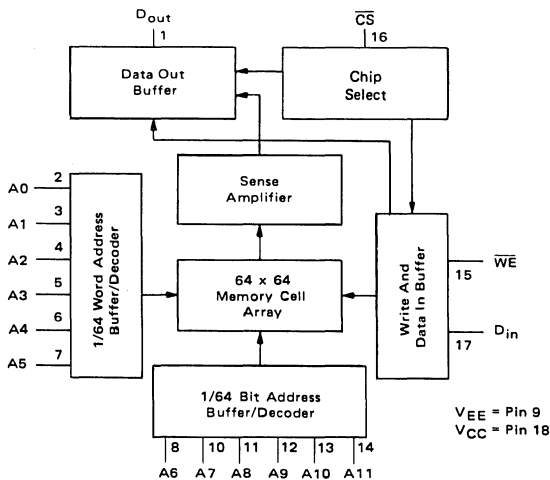 Dout
1
CS
16
Data Out
Buffer
Chip
Select
Sense
Amplifier
A0 2
A1 3
A2 4
A3 5
A4 6
A5 7
1/64 Word Address
Buffer/Decoder
64 x 64
Memory Cell
Array
Write And
Data In Buffer
WE
15
Din
17
1/64 Bit Address
Buffer/Decoder
8 10 11 12 13 14
A6 A7 A8 A9 A10 A11
VEE = Pin 9
VCC = Pin 18